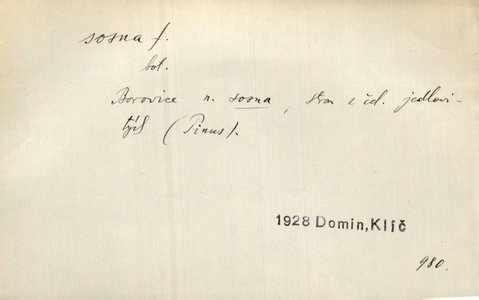 sosna f.
bot.
Borovice n. sosna, strom z čel. jedlovi-
tých (Pinus).
1928 Domin, Klíč
980.